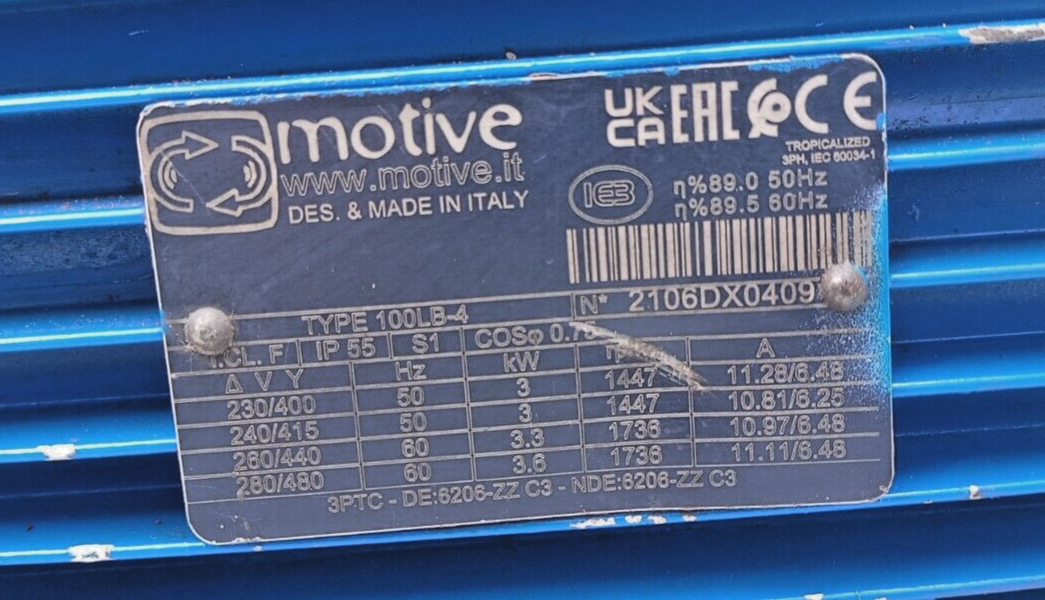 motive
www.motive.it
DES. & MADE IN ITALY
UK CA EAC CE
TROPICALIZED
3PH, IEC 60034-1
IE3
η%89.0 50Hz
η%89.5 60Hz
N° 2106DX0409
TYPE 100LB-4
I.CL. F IP 55 S1 COSφ
Δ V Y Hz kW A
230/400 50 3 1447 11.28/6.48
240/415 50 3 1447 10.81/6.25
260/440 60 3.3 1736 10.97/6.48
280/480 60 3.6 1736 11.11/6.48
3PTC - DE:6206-ZZ C3 - NDE:6206-ZZ C3